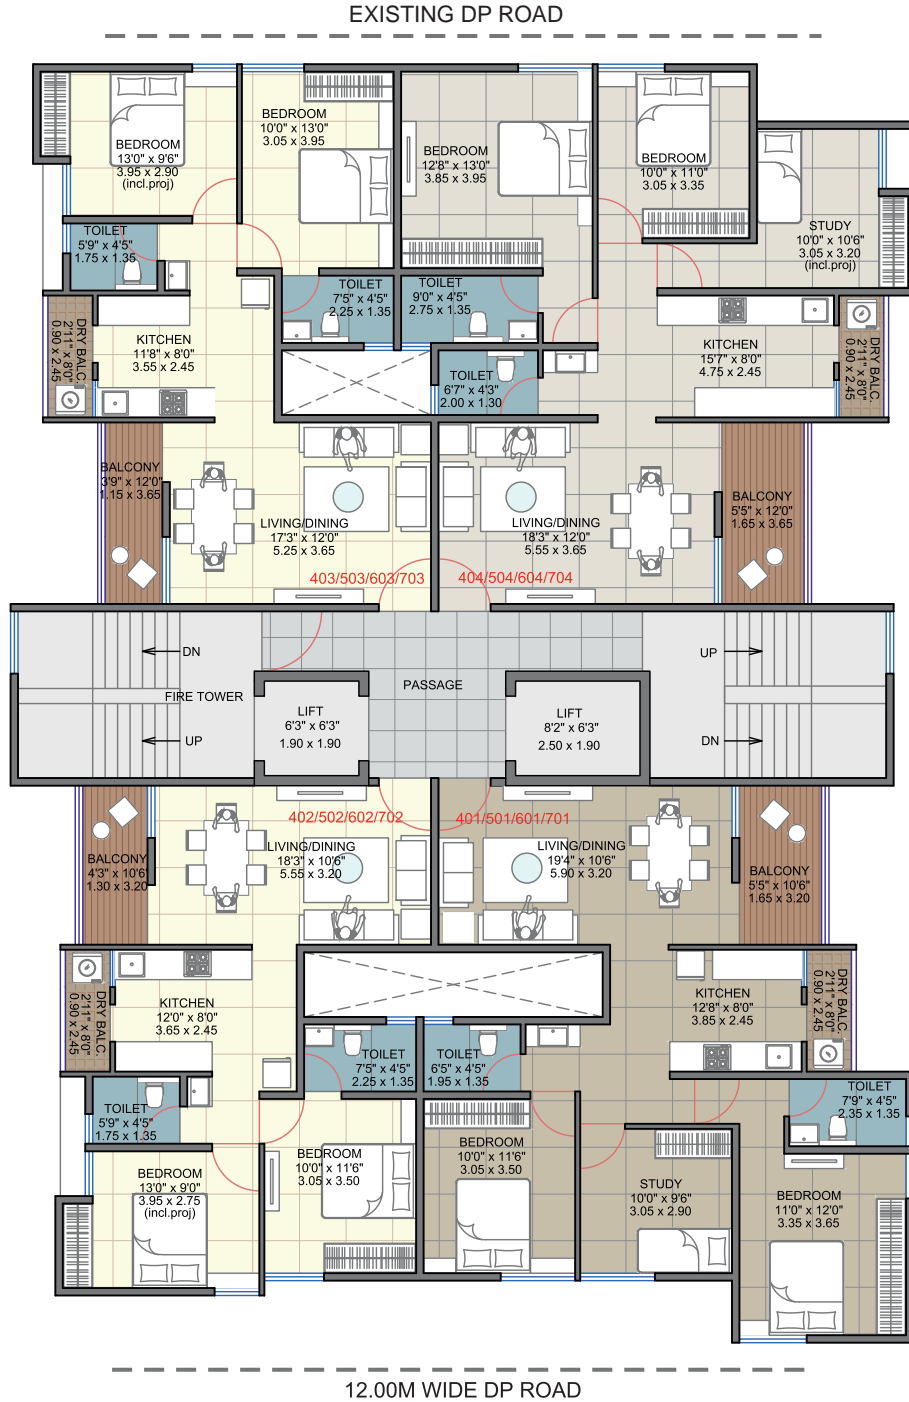 EXISTING DP ROAD
BEDROOM
13'0" x 9'6"
3.95 x 2.90
(incl.proj)
BEDROOM
10'0" x 13'0"
3.05 x 3.95
BEDROOM
12'8" x 13'0"
3.85 x 3.95
BEDROOM
10'0" x 11'0"
3.05 x 3.35
STUDY
10'0" x 10'6"
3.05 x 3.20
(incl.proj)
TOILET
5'9" x 4'5"
1.75 x 1.35
TOILET
7'5" x 4'5"
2.25 x 1.35
TOILET
9'0" x 4'5"
2.75 x 1.35
DRY BALC.
2'11" x 8'0"
0.90 x 2.45
KITCHEN
11'8" x 8'0"
3.55 x 2.45
TOILET
6'7" x 4'3"
2.00 x 1.30
KITCHEN
15'7" x 8'0"
4.75 x 2.45
DRY BALC.
2'11" x 8'0"
0.90 x 2.45
BALCONY
3'9" x 12'0"
1.15 x 3.65
LIVING/DINING
17'3" x 12'0"
5.25 x 3.65
LIVING/DINING
18'3" x 12'0"
5.55 x 3.65
BALCONY
5'5" x 12'0"
1.65 x 3.65
403/503/603/703
404/504/604/704
DN
UP
FIRE TOWER
PASSAGE
LIFT
6'3" x 6'3"
1.90 x 1.90
LIFT
8'2" x 6'3"
2.50 x 1.90
UP
DN
402/502/602/702
401/501/601/701
BALCONY
4'3" x 10'6"
1.30 x 3.20
LIVING/DINING
18'3" x 10'6"
5.55 x 3.20
LIVING/DINING
19'4" x 10'6"
5.90 x 3.20
BALCONY
5'5" x 10'6"
1.65 x 3.20
DRY BALC.
2'11" x 8'0"
0.90 x 2.45
KITCHEN
12'0" x 8'0"
3.65 x 2.45
KITCHEN
12'8" x 8'0"
3.85 x 2.45
DRY BALC.
2'11" x 8'0"
0.90 x 2.45
TOILET
7'5" x 4'5"
2.25 x 1.35
TOILET
6'5" x 4'5"
1.95 x 1.35
TOILET
5'9" x 4'5"
1.75 x 1.35
TOILET
7'9" x 4'5"
2.35 x 1.35
BEDROOM
13'0" x 9'0"
3.95 x 2.75
(incl.proj)
BEDROOM
10'0" x 11'6"
3.05 x 3.50
BEDROOM
10'0" x 11'6"
3.05 x 3.50
STUDY
10'0" x 9'6"
3.05 x 2.90
BEDROOM
11'0" x 12'0"
3.35 x 3.65
12.00M WIDE DP ROAD